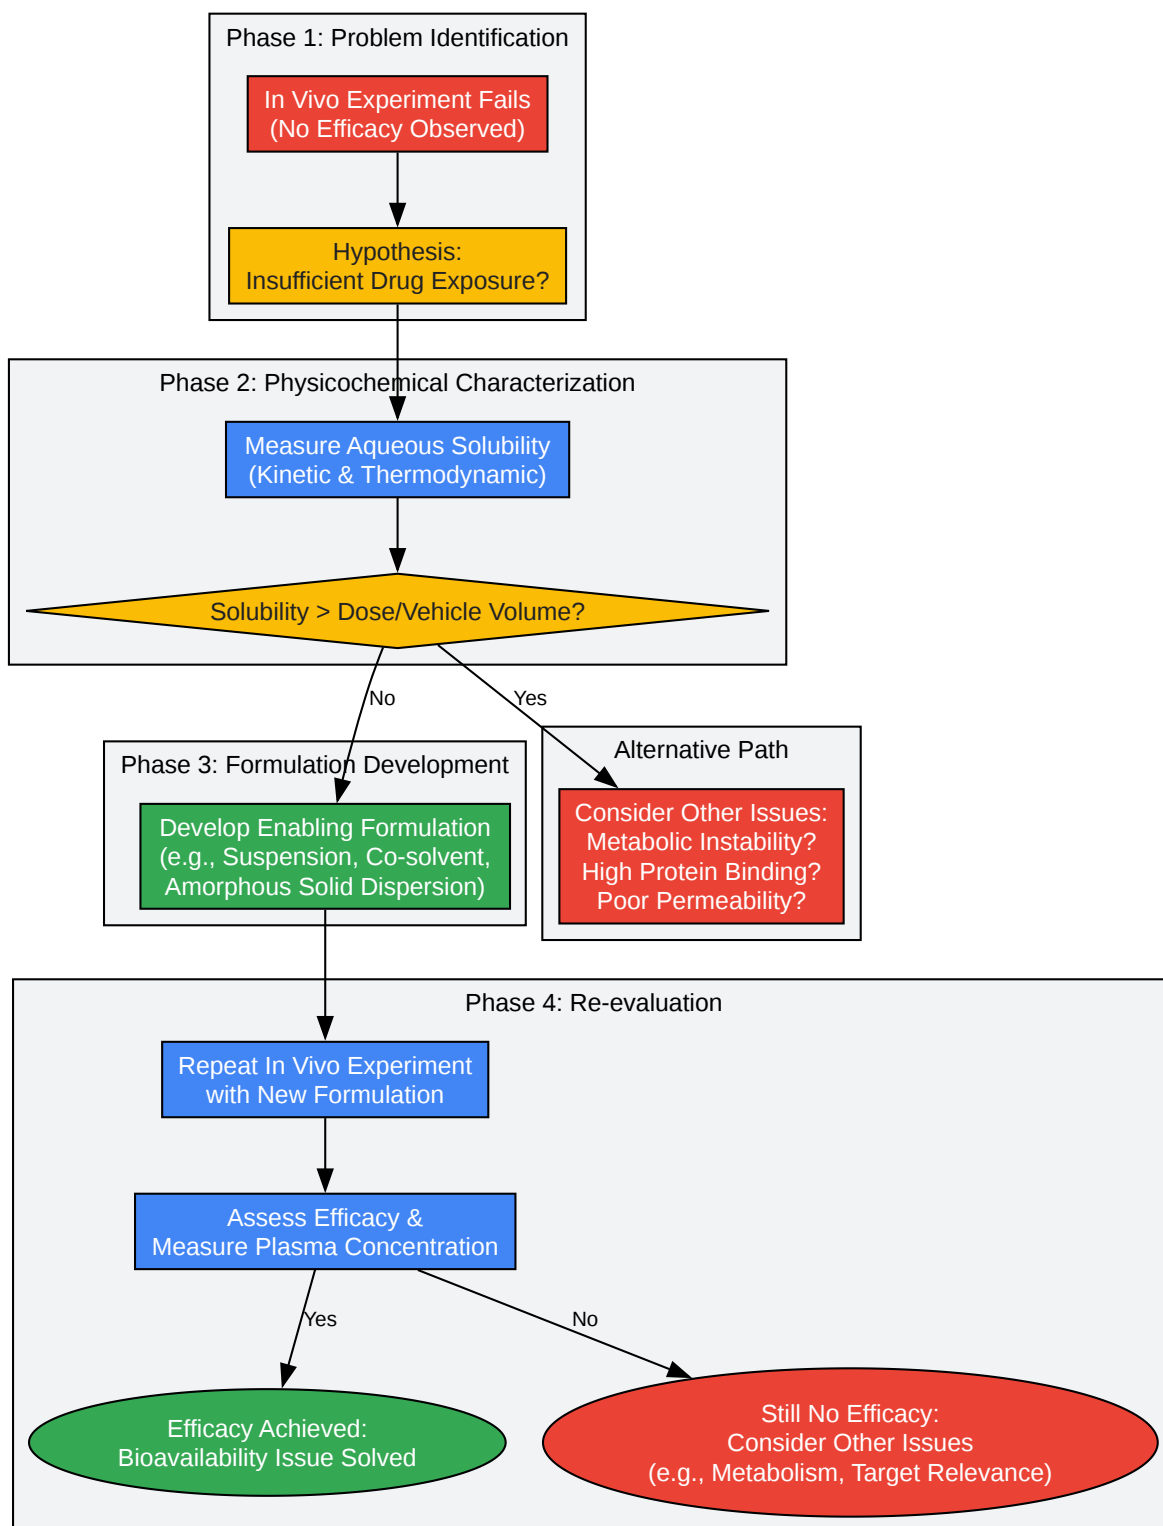 Phase 1: Problem Identification
In Vivo Experiment Fails
(No Efficacy Observed)
Hypothesis:
Insufficient Drug Exposure?
Phase 2: Physicochemical Characterization
Measure Aqueous Solubility
(Kinetic & Thermodynamic)
Solubility > Dose/Vehicle Volume?
No
Yes
Phase 3: Formulation Development
Develop Enabling Formulation
(e.g., Suspension, Co-solvent,
Amorphous Solid Dispersion)
Alternative Path
Consider Other Issues:
Metabolic Instability?
High Protein Binding?
Poor Permeability?
Phase 4: Re-evaluation
Repeat In Vivo Experiment
with New Formulation
Assess Efficacy &
Measure Plasma Concentration
Yes
No
Efficacy Achieved:
Bioavailability Issue Solved
Still No Efficacy:
Consider Other Issues
(e.g., Metabolism, Target Relevance)